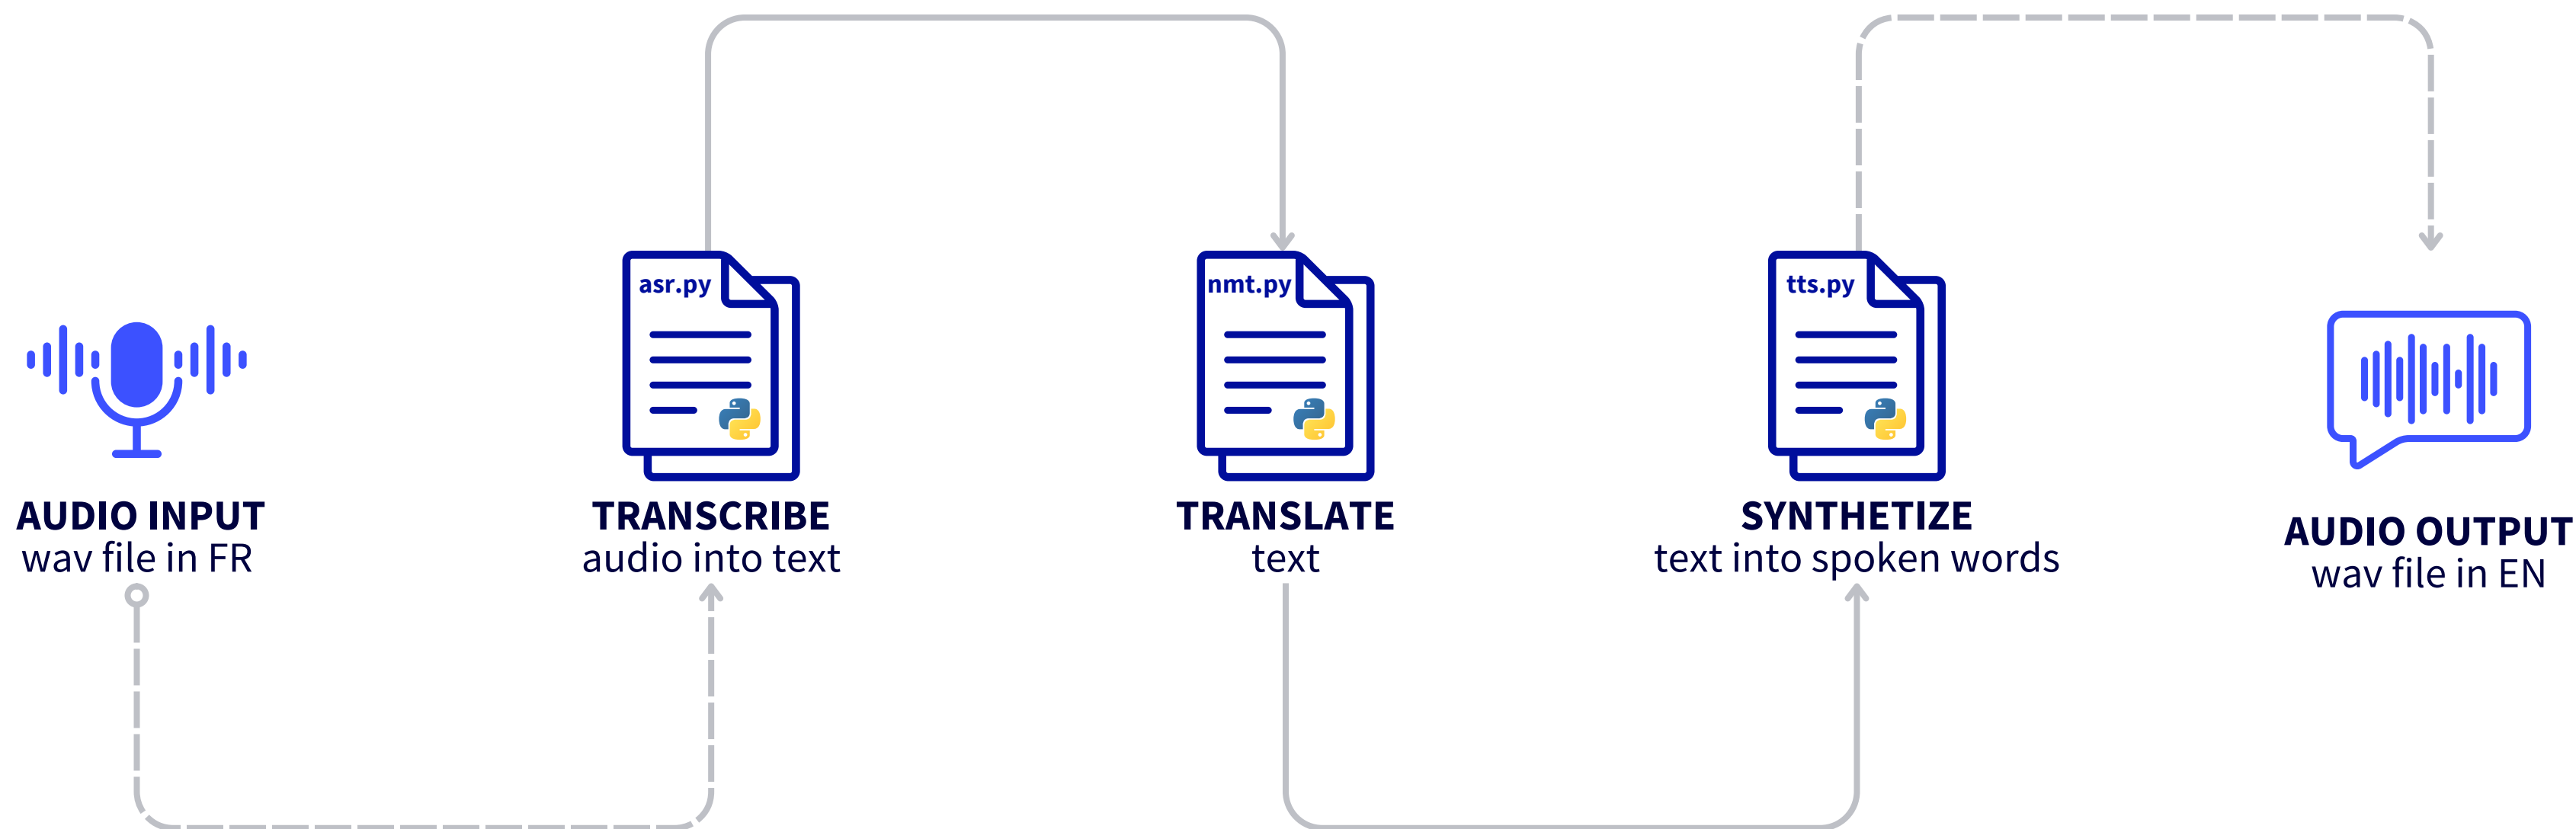 asr.py
nmt.py
tts.py
AUDIO INPUT
wav file in FR
TRANSCRIBE
audio into text
TRANSLATE
text
SYNTHETIZE
text into spoken words
AUDIO OUTPUT
wav file in EN